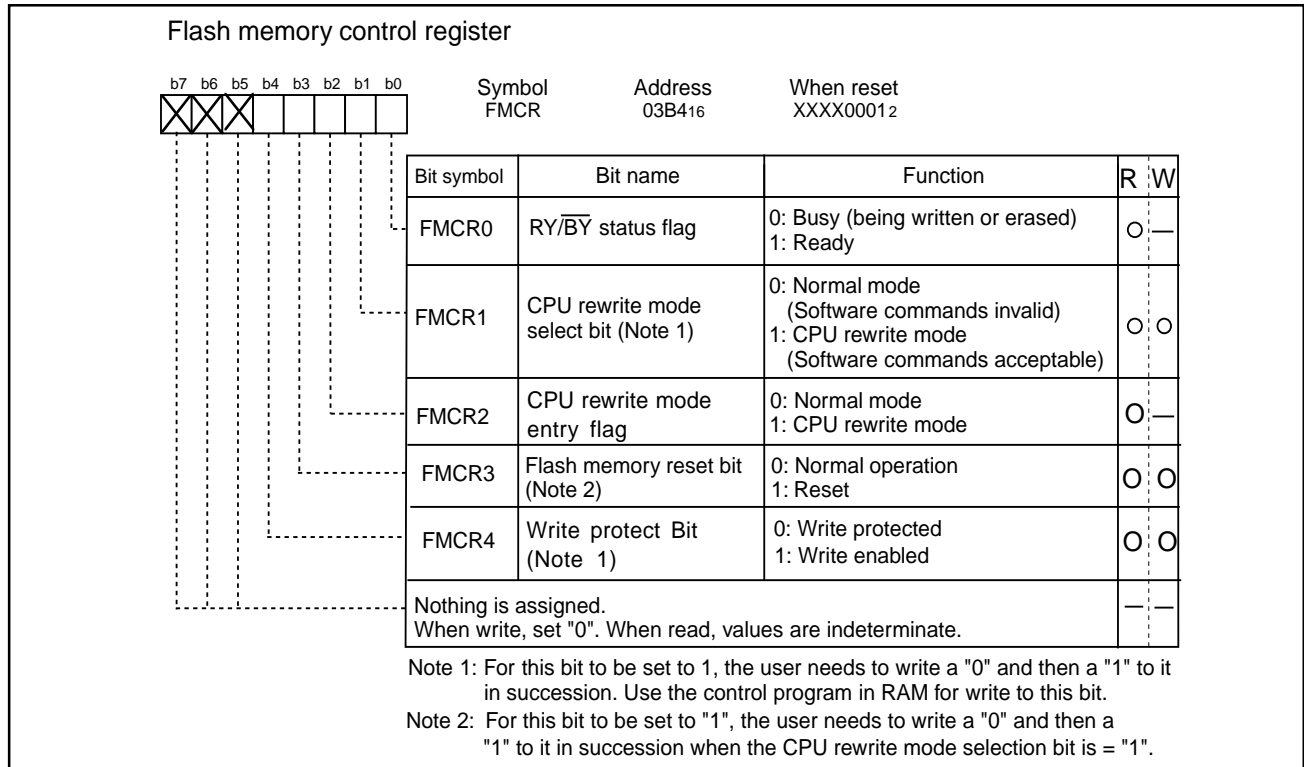 Flash memory control register
b7 b6 b5 b4 b3 b2 b1 b0
Symbol Address When reset
FMCR 03B416 XXXX00012
Bit symbol Bit name Function R W
FMCR0 RY/BY status flag 0: Busy (being written or erased)
1: Ready O —
FMCR1 CPU rewrite mode
select bit (Note 1) 0: Normal mode
(Software commands invalid)
1: CPU rewrite mode
(Software commands acceptable) O O
FMCR2 CPU rewrite mode
entry flag 0: Normal mode
1: CPU rewrite mode O —
FMCR3 Flash memory reset bit
(Note 2) 0: Normal operation
1: Reset O O
FMCR4 Write protect Bit
(Note 1) 0: Write protected
1: Write enabled O O
Nothing is assigned.
When write, set "0". When read, values are indeterminate. — —
Note 1: For this bit to be set to 1, the user needs to write a "0" and then a "1" to it
in succession. Use the control program in RAM for write to this bit.
Note 2: For this bit to be set to "1", the user needs to write a "0" and then a
"1" to it in succession when the CPU rewrite mode selection bit is = "1".